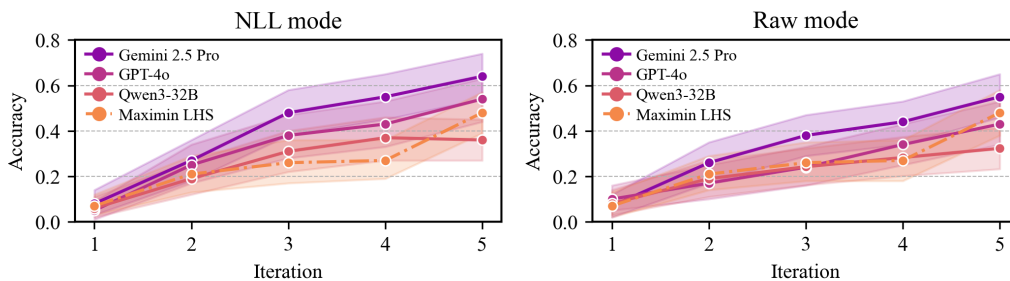 NLL mode
0.8
0.6
0.4
0.2
0.0
Accuracy
Gemini 2.5 Pro
GPT-4o
Qwen3-32B
Maximin LHS
1 2 3 4 5
Iteration
Raw mode
0.8
0.6
0.4
0.2
0.0
Accuracy
Gemini 2.5 Pro
GPT-4o
Qwen3-32B
Maximin LHS
1 2 3 4 5
Iteration